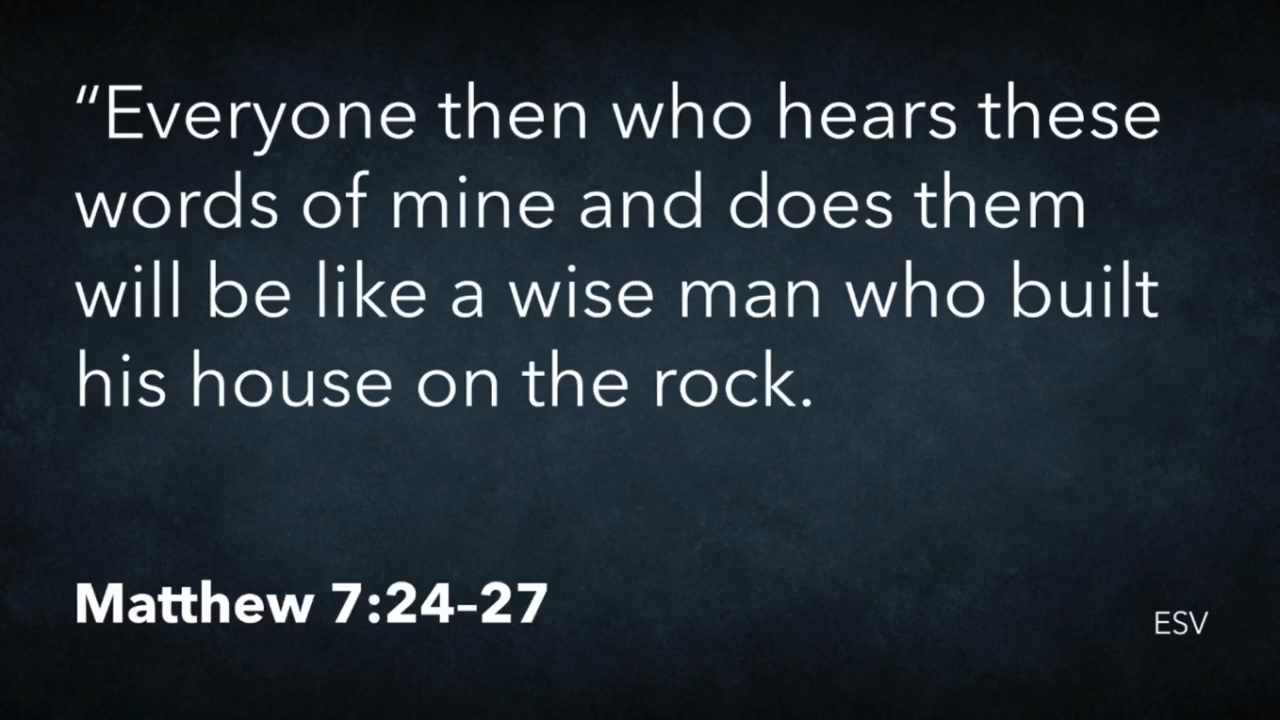 “Everyone then who hears these
words of mine and does them
will be like a wise man who built
his house on the rock.
Matthew 7:24–27
ESV